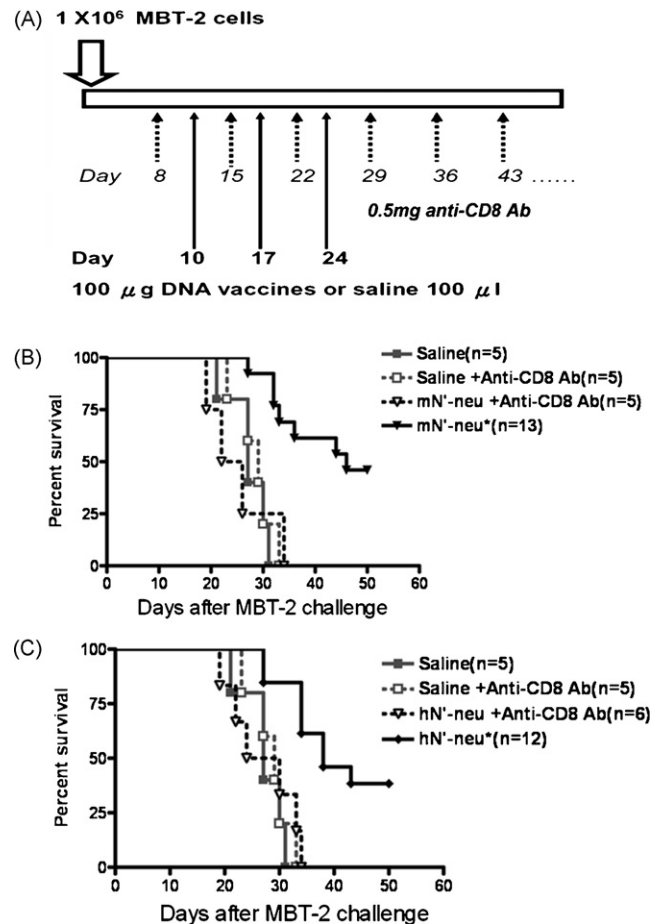 (A)
1 X10⁶ MBT-2 cells
Day 8 15 22 29 36 43 ......
0.5mg anti-CD8 Ab
Day 10 17 24
100 μg DNA vaccines or saline 100 μl
(B)
Percent survival
100
75
50
25
0
0 10 20 30 40 50 60
Days after MBT-2 challenge
Saline(n=5)
Saline +Anti-CD8 Ab(n=5)
mN'-neu +Anti-CD8 Ab(n=5)
mN'-neu*(n=13)
(C)
Percent survival
100
75
50
25
0
0 10 20 30 40 50 60
Days after MBT-2 challenge
Saline(n=5)
Saline +Anti-CD8 Ab(n=5)
hN'-neu +Anti-CD8 Ab(n=6)
hN'-neu*(n=12)